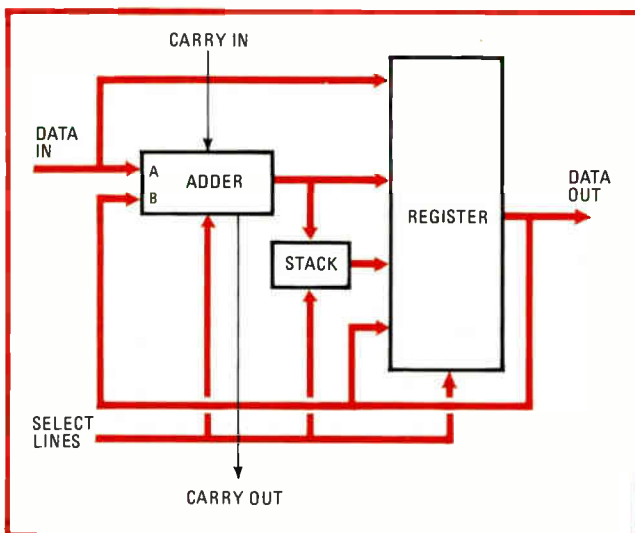 CARRY IN
DATA
IN
A
ADDER
B
DATA
OUT
REGISTER
STACK
SELECT
LINES
CARRY OUT